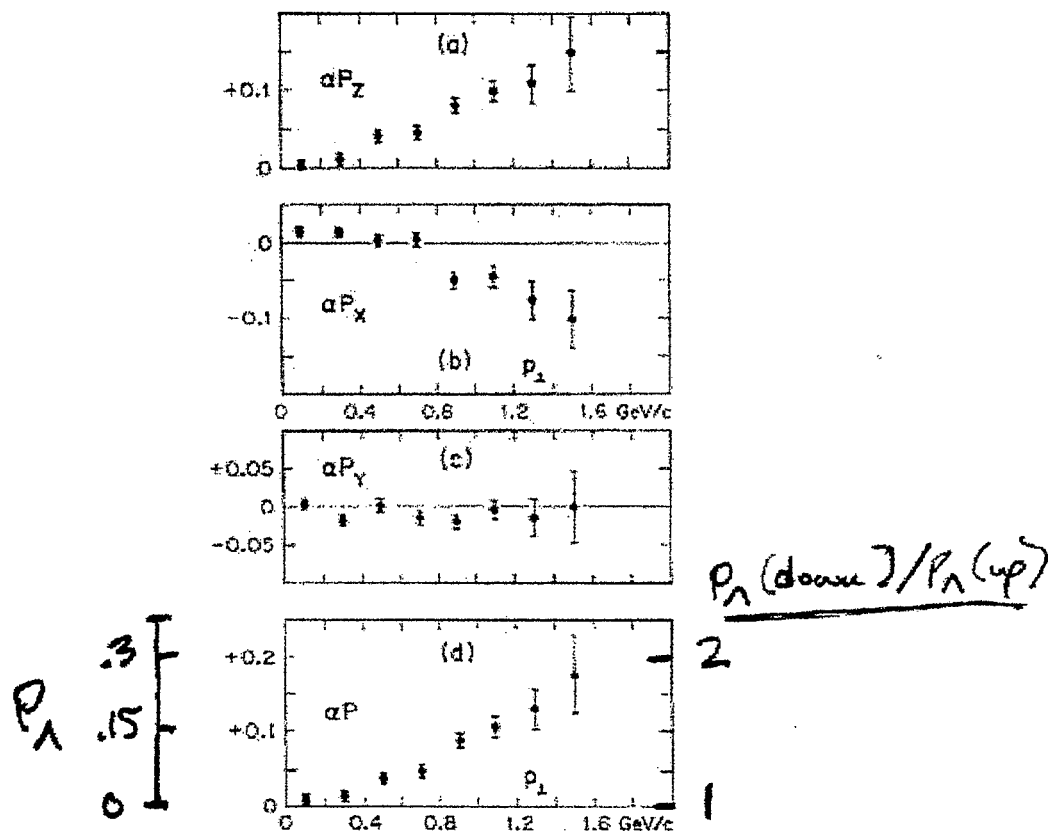 (a)
αP_Z
+0.1
0
0
αP_X
-0.1
(b)
p_⊥
0 0.4 0.8 1.2 1.6 GeV/c
+0.05
αP_Y
(c)
0
-0.05
P_Λ (down)/P_Λ (up)
.3
+0.2
(d)
2
P_Λ
.15
αP
+0.1
p_⊥
0
0
1
0 0.4 0.8 1.2 1.6 GeV/c